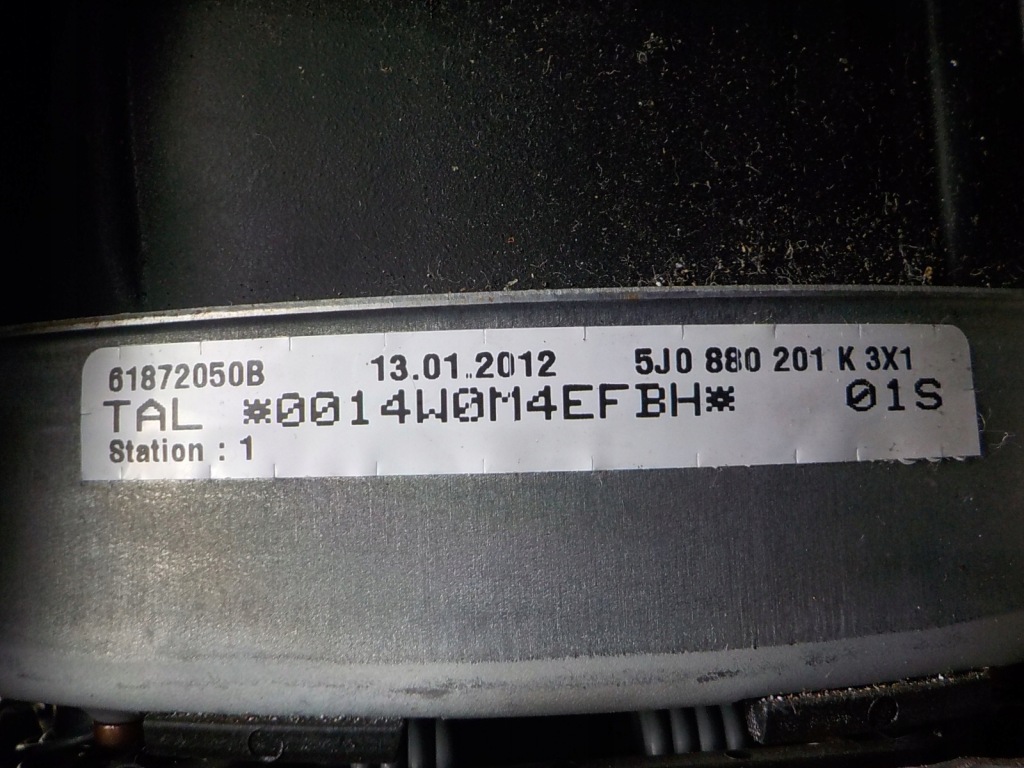 61872050B 13.01.2012 5J0 880 201 K 3X1
TAL *0014W0M4EFBH* 01S
Station : 1